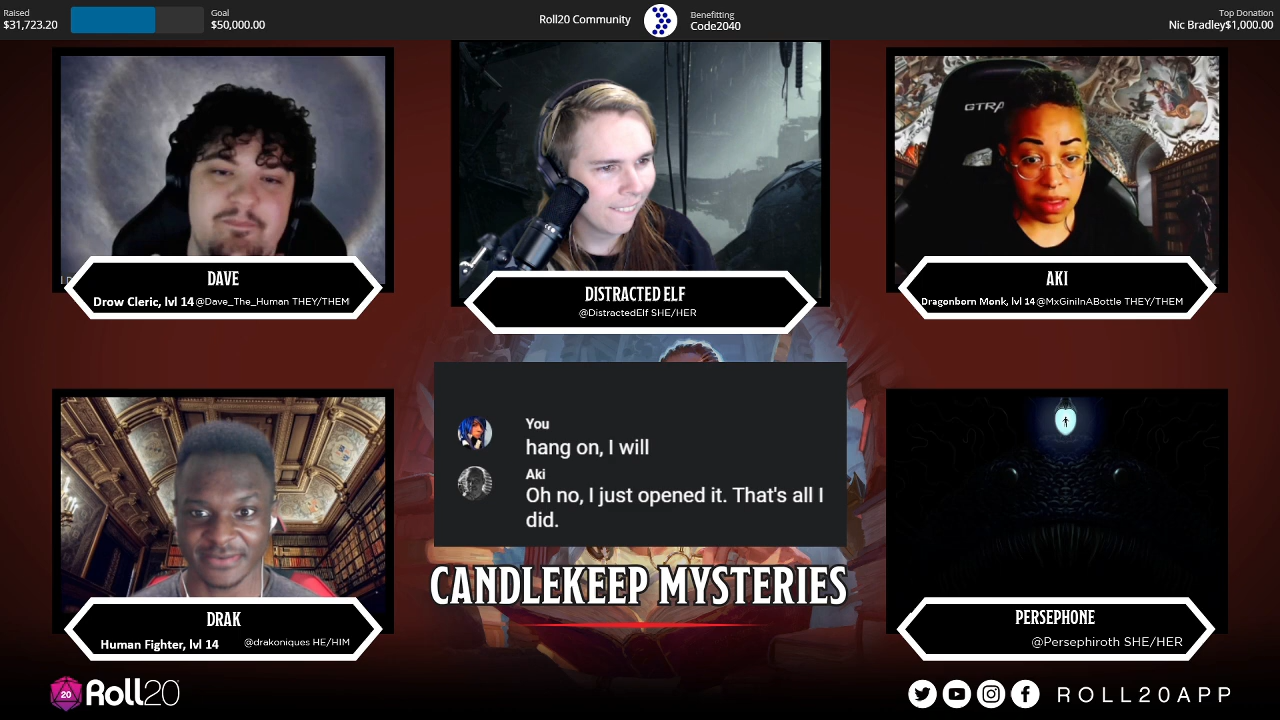 Raised
$31,723.20
Goal
$50,000.00
Roll20 Community
Benefitting
Code2040
Top Donation
Nic Bradley$1,000.00
GTRA
DAVE
Drow Cleric, lvl 14 @Dave_The_Human THEY/THEM
DISTRACTED ELF
@DistractedElf SHE/HER
AKI
Dragonborn Monk, lvl 14 @MxGiniInABottle THEY/THEM
You
hang on, I will
Aki
Oh no, I just opened it. That's all I
did.
CANDLEKEEP MYSTERIES
DRAK
Human Fighter, lvl 14 @drakoniques HE/HIM
PERSEPHONE
@Persephiroth SHE/HER
20 Roll20
ROLL20APP